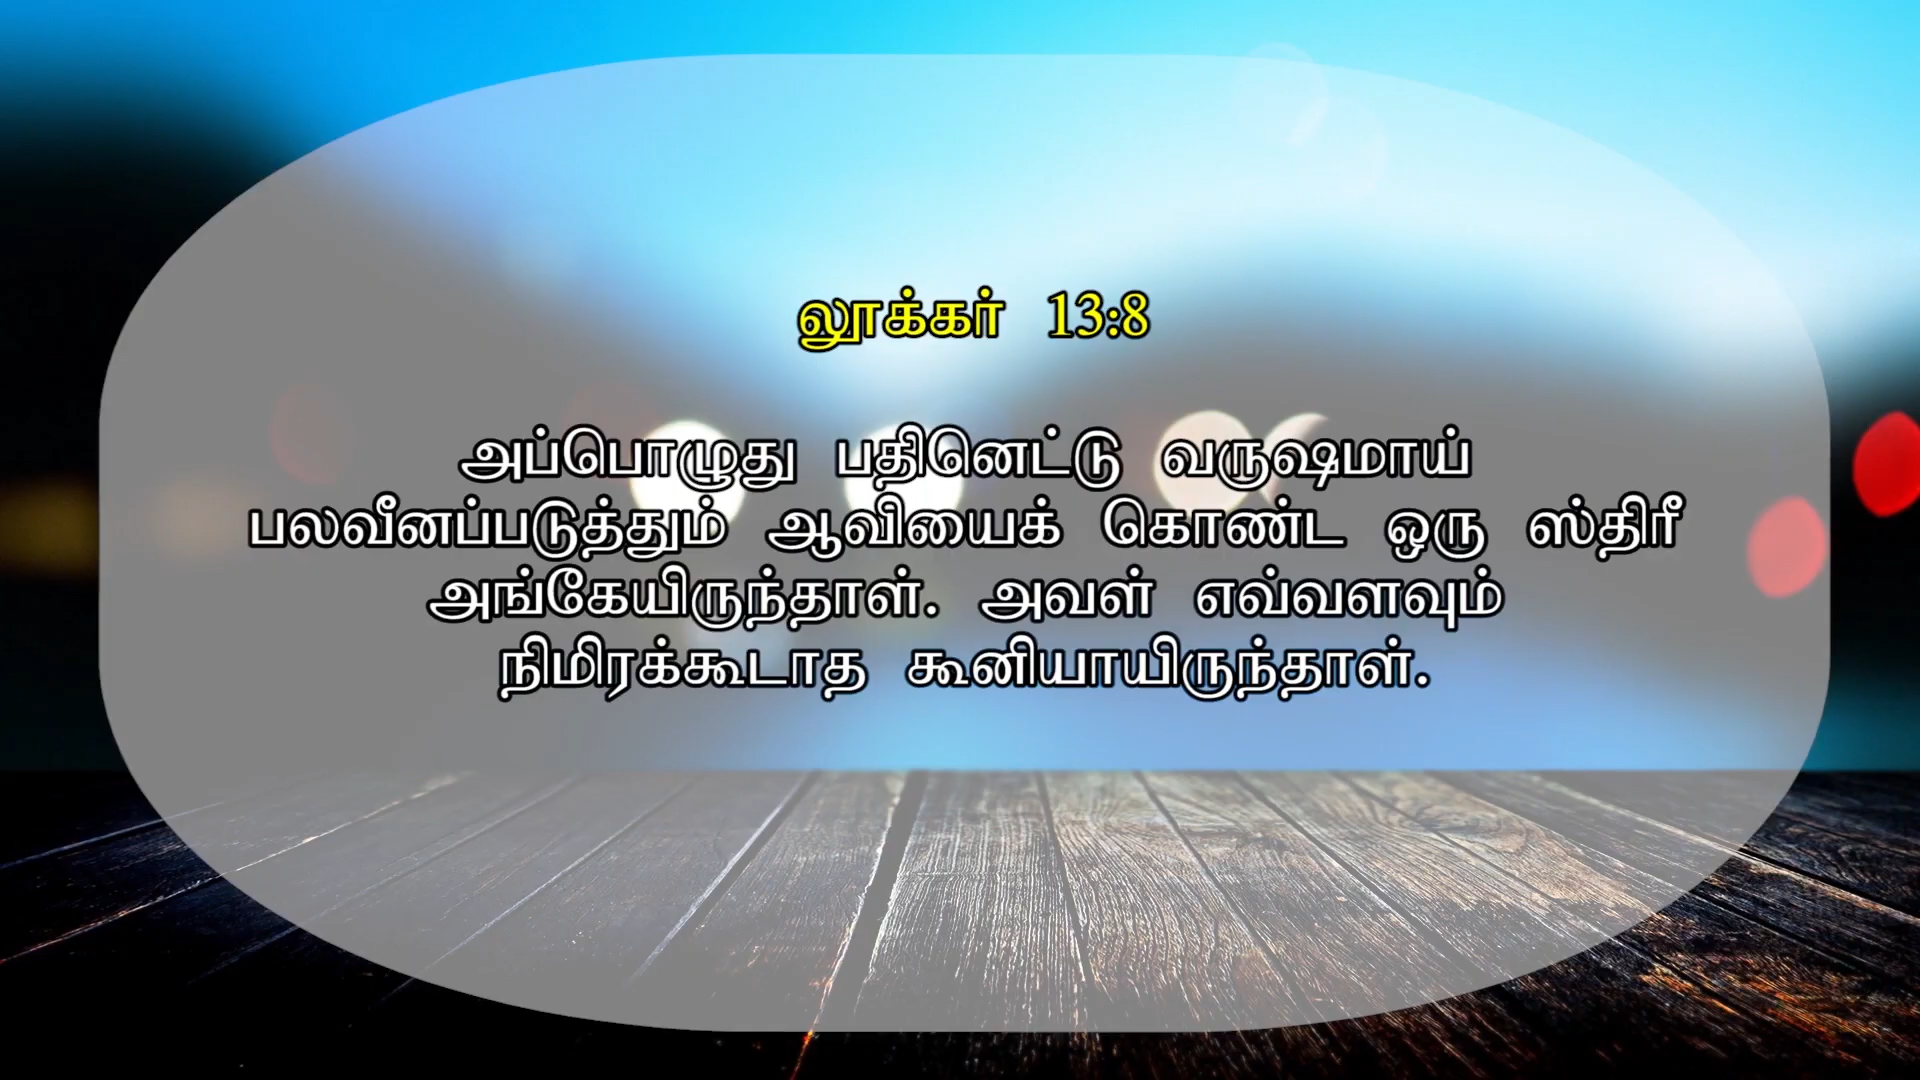 லூக்கர் 13:8
அப்பொழுது பதினெட்டு வருஷமாய்
பலவீனப்படுத்தும் ஆவியைக் கொண்ட ஒரு ஸ்திரீ
அங்கேயிருந்தாள். அவள் எவ்வளவும்
நிமிரக்கூடாத கூனியாயிருந்தாள்.